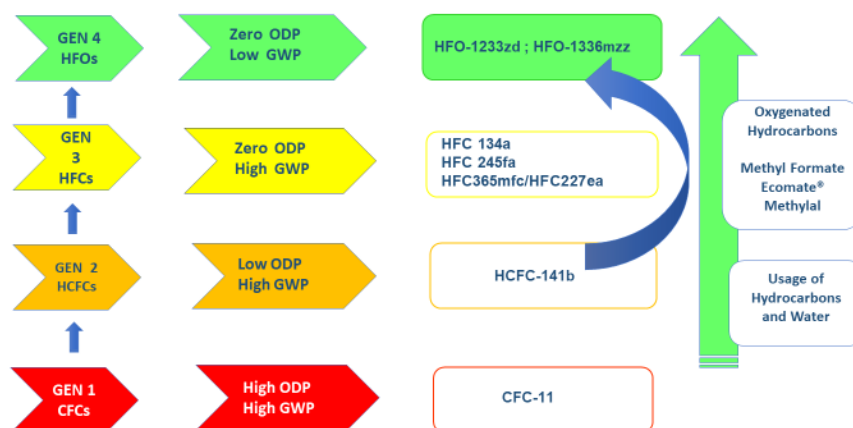 GEN 4
HFOs
Zero ODP
Low GWP
HFO-1233zd ; HFO-1336mzz
GEN
3
HFCs
Zero ODP
High GWP
HFC 134a
HFC 245fa
HFC365mfc/HFC227ea
Oxygenated
Hydrocarbons
Methyl Formate
Ecomate®
Methylal
GEN 2
HCFCs
Low ODP
High GWP
HCFC-141b
Usage of
Hydrocarbons
and Water
GEN 1
CFCs
High ODP
High GWP
CFC-11